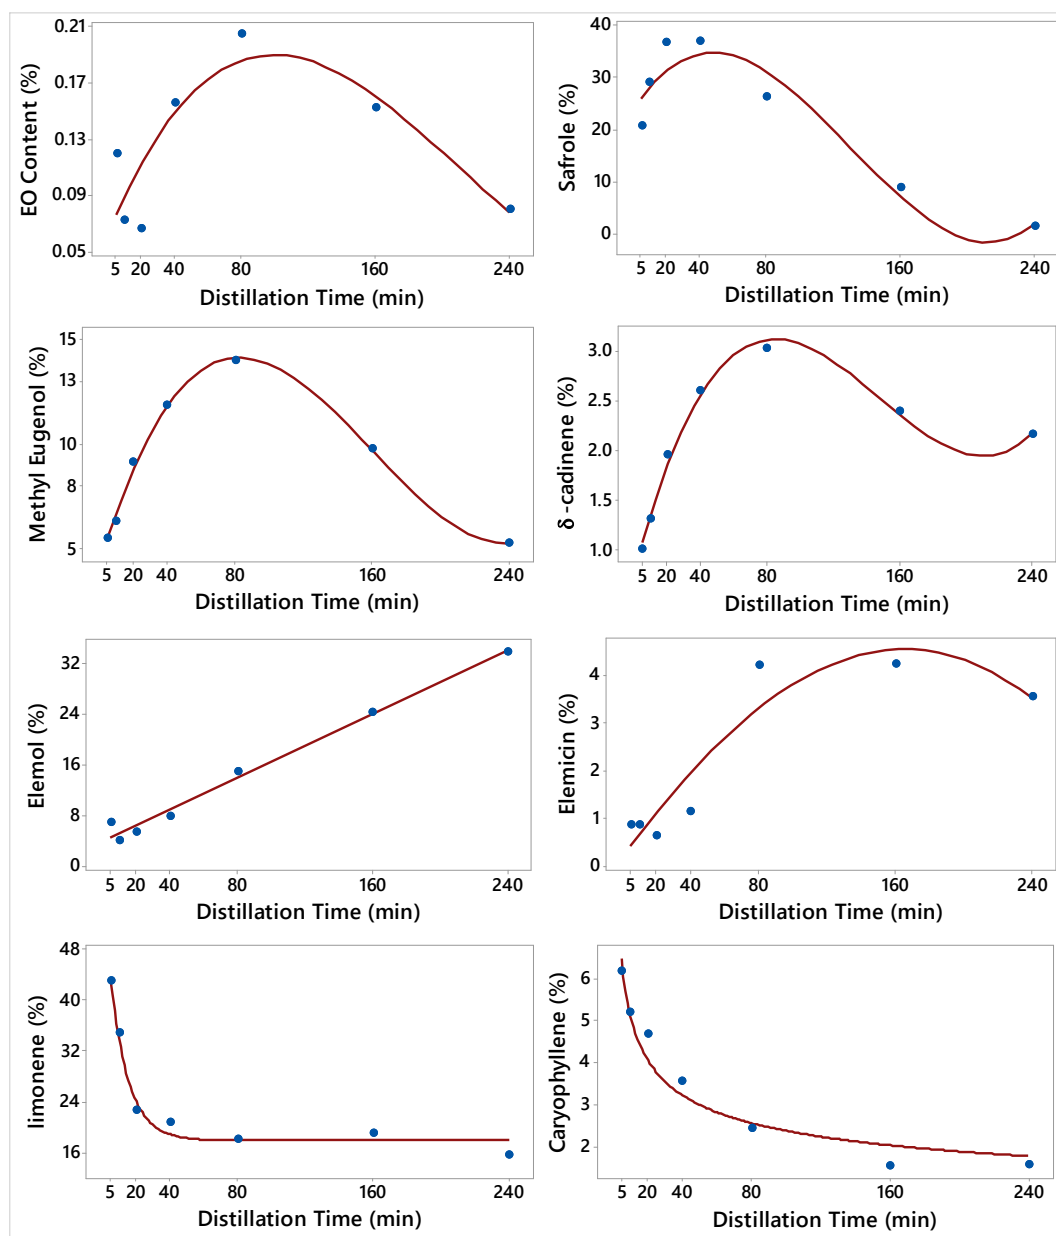 EO Content (%)
0.21
0.17
0.13
0.09
0.05
5 20 40 80 160 240
Distillation Time (min)
Safrole (%)
40
30
20
10
0
5 20 40 80 160 240
Distillation Time (min)
Methyl Eugenol (%)
15
13
10
8
5
5 20 40 80 160 240
Distillation Time (min)
δ-cadinene (%)
3.0
2.5
2.0
1.5
1.0
5 20 40 80 160 240
Distillation Time (min)
Elemol (%)
32
24
16
8
0
5 20 40 80 160 240
Distillation Time (min)
Elemicin (%)
4
3
2
1
0
5 20 40 80 160 240
Distillation Time (min)
limonene (%)
48
40
32
24
16
5 20 40 80 160 240
Distillation Time (min)
Caryophyllene (%)
6
5
4
3
2
5 20 40 80 160 240
Distillation Time (min)